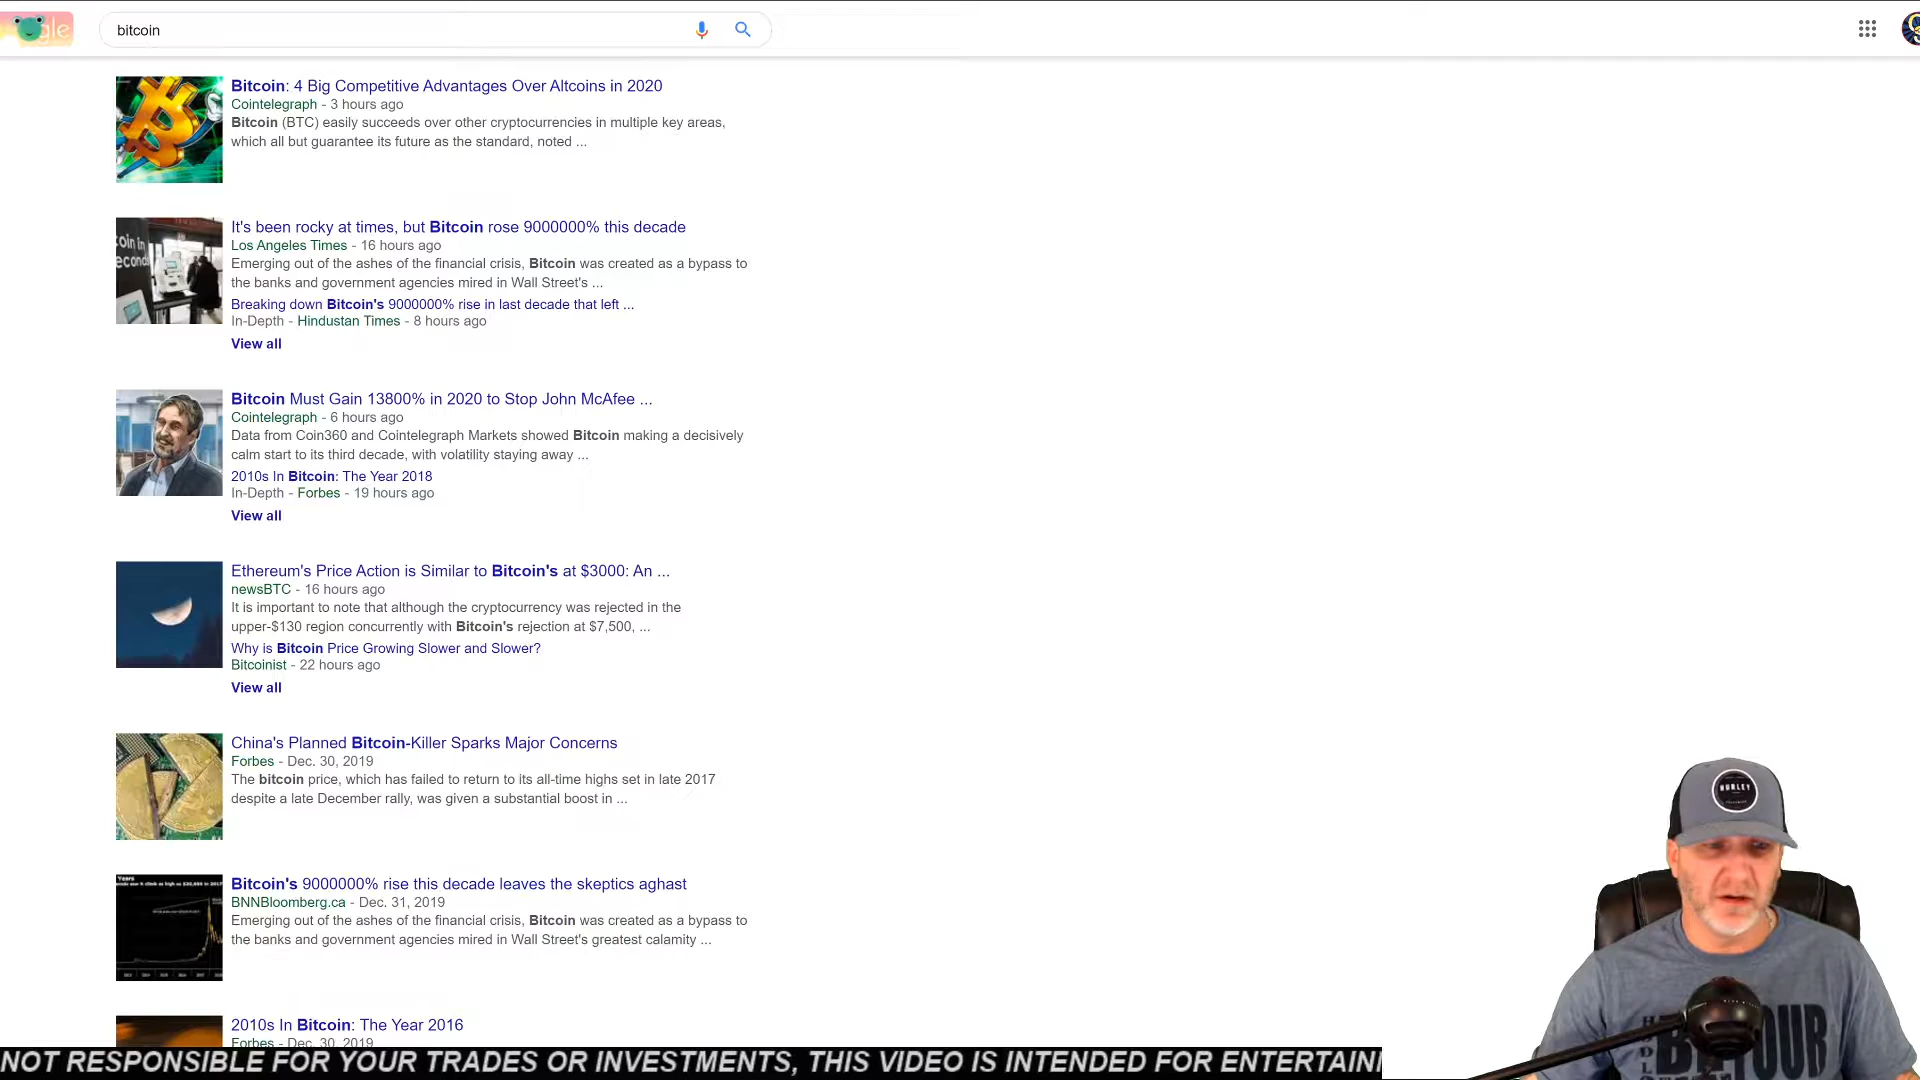 gle
bitcoin
Bitcoin: 4 Big Competitive Advantages Over Altcoins in 2020
Cointelegraph - 3 hours ago
Bitcoin (BTC) easily succeeds over other cryptocurrencies in multiple key areas,
which all but guarantee its future as the standard, noted ...
It's been rocky at times, but Bitcoin rose 9000000% this decade
Los Angeles Times - 16 hours ago
Emerging out of the ashes of the financial crisis, Bitcoin was created as a bypass to
the banks and government agencies mired in Wall Street's ...
Breaking down Bitcoin's 9000000% rise in last decade that left ...
In-Depth - Hindustan Times - 8 hours ago
View all
Bitcoin Must Gain 13800% in 2020 to Stop John McAfee ...
Cointelegraph - 6 hours ago
Data from Coin360 and Cointelegraph Markets showed Bitcoin making a decisively
calm start to its third decade, with volatility staying away ...
2010s In Bitcoin: The Year 2018
In-Depth - Forbes - 19 hours ago
View all
Ethereum's Price Action is Similar to Bitcoin's at $3000: An ...
newsBTC - 16 hours ago
It is important to note that although the cryptocurrency was rejected in the
upper-$130 region concurrently with Bitcoin's rejection at $7,500, ...
Why is Bitcoin Price Growing Slower and Slower?
Bitcoinist - 22 hours ago
View all
China's Planned Bitcoin-Killer Sparks Major Concerns
Forbes - Dec. 30, 2019
The bitcoin price, which has failed to return to its all-time highs set in late 2017
despite a late December rally, was given a substantial boost in ...
Bitcoin's 9000000% rise this decade leaves the skeptics aghast
BNNBloomberg.ca - Dec. 31, 2019
Emerging out of the ashes of the financial crisis, Bitcoin was created as a bypass to
the banks and government agencies mired in Wall Street's greatest calamity ...
2010s In Bitcoin: The Year 2016
Forbes - Dec. 30, 2019
HURLEY
NOT RESPONSIBLE FOR YOUR TRADES OR INVESTMENTS, THIS VIDEO IS INTENDED FOR ENTERTAIN